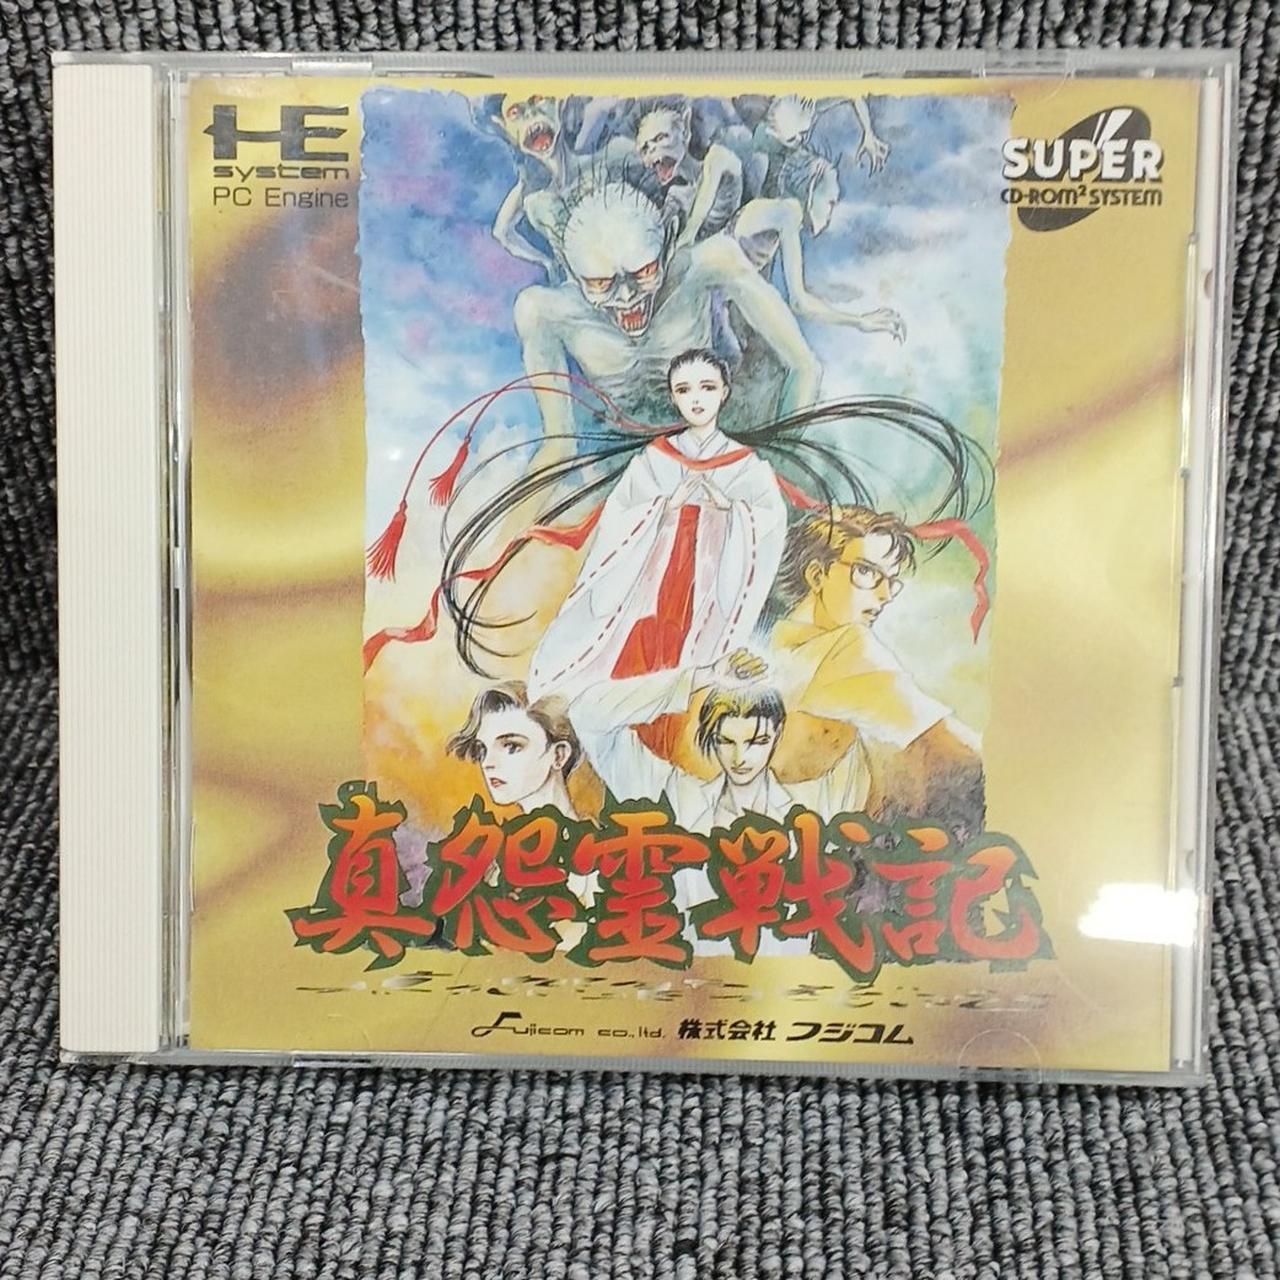 HE
system
PC Engine
SUPER
CD-ROM² SYSTEM
真怨霊戦記
Fujicom co.,ltd. 株式会社 フジコム